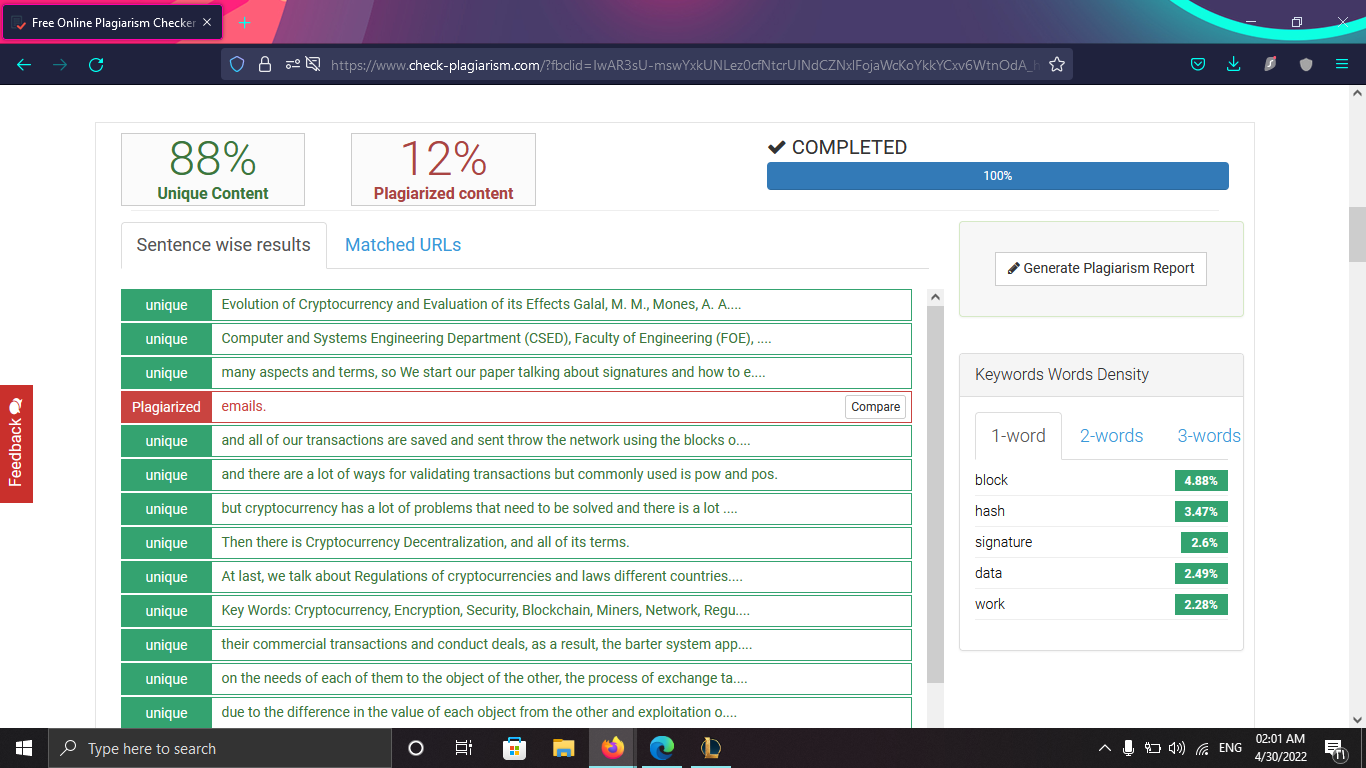 Free Online Plagiarism Checker
https://www.check-plagiarism.com/?fbclid=IwAR3sU-mswYxkUNLez0cfNtcrUINdCZNxlFojaWcKoYkkYCxv6WtnOdA_h
88%
Unique Content
12%
Plagiarized content
COMPLETED
100%
Sentence wise results
Matched URLs
unique Evolution of Cryptocurrency and Evaluation of its Effects Galal, M. M., Mones, A. A....
unique Computer and Systems Engineering Department (CSED), Faculty of Engineering (FOE), ....
unique many aspects and terms, so We start our paper talking about signatures and how to e....
Plagiarized emails. Compare
unique and all of our transactions are saved and sent throw the network using the blocks o....
unique and there are a lot of ways for validating transactions but commonly used is pow and pos.
unique but cryptocurrency has a lot of problems that need to be solved and there is a lot ....
unique Then there is Cryptocurrency Decentralization, and all of its terms.
unique At last, we talk about Regulations of cryptocurrencies and laws different countries....
unique Key Words: Cryptocurrency, Encryption, Security, Blockchain, Miners, Network, Regu....
unique their commercial transactions and conduct deals, as a result, the barter system app....
unique on the needs of each of them to the object of the other, the process of exchange ta....
unique due to the difference in the value of each object from the other and exploitation o....
Generate Plagiarism Report
Keywords Words Density
1-word 2-words 3-words
block 4.88%
hash 3.47%
signature 2.6%
data 2.49%
work 2.28%
Feedback
Type here to search
ENG
02:01 AM
4/30/2022
١١